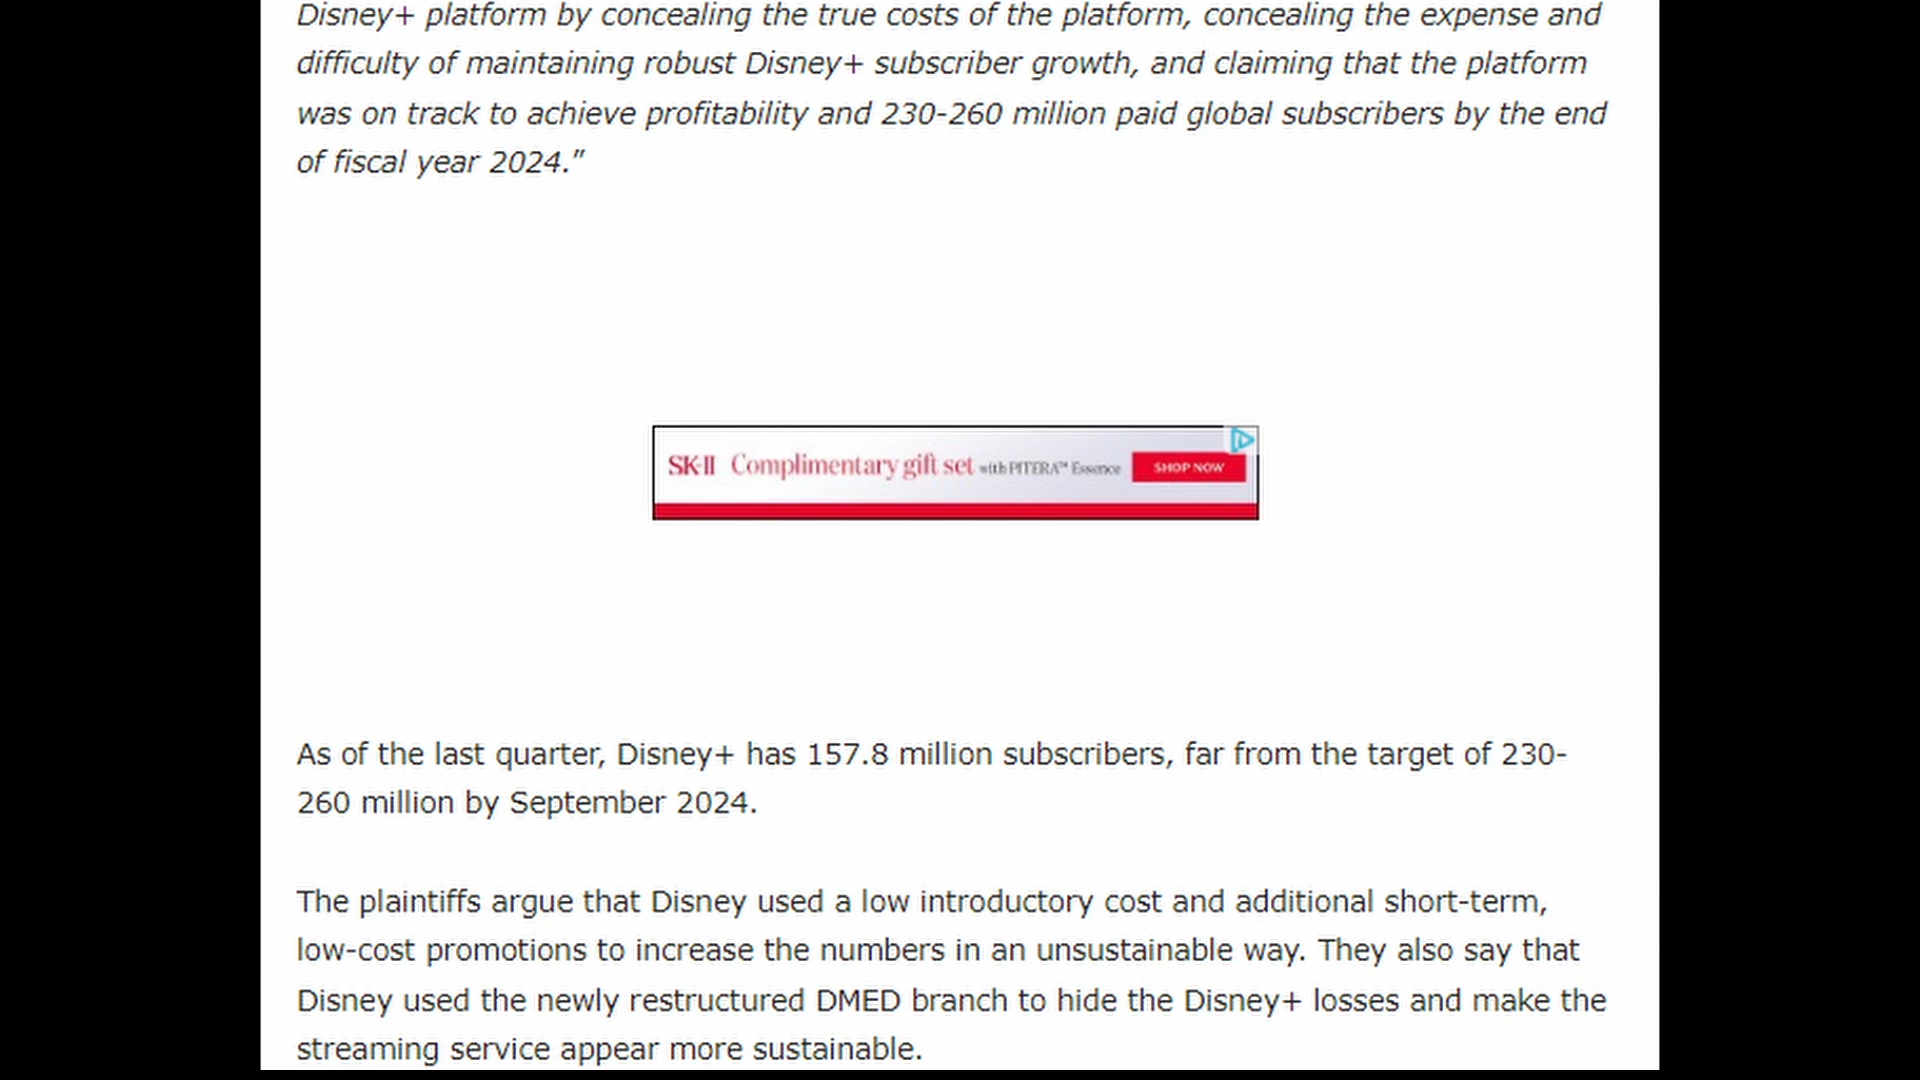 Disney+ platform by concealing the true costs of the platform, concealing the expense and
difficulty of maintaining robust Disney+ subscriber growth, and claiming that the platform
was on track to achieve profitability and 230-260 million paid global subscribers by the end
of fiscal year 2024.”
SK-II Complimentary gift set with PITERA™ Essence SHOP NOW
As of the last quarter, Disney+ has 157.8 million subscribers, far from the target of 230-
260 million by September 2024.
The plaintiffs argue that Disney used a low introductory cost and additional short-term,
low-cost promotions to increase the numbers in an unsustainable way. They also say that
Disney used the newly restructured DMED branch to hide the Disney+ losses and make the
streaming service appear more sustainable.